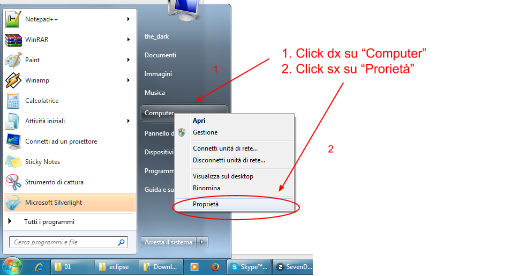 Notepad++
WinRAR
Paint
Winamp
Calcolatrice
Attività iniziali
Connetti ad un proiettore
Sticky Notes
Strumento di cattura
Microsoft Silverlight
Tutti i programmi
Cerca programmi e file
the_dark
Documenti
Immagini
Musica
Computer
Pannello d
Dispositivi
Programm
Guida e su
Arresta il sistema
Apri
Gestione
Connetti unità di rete...
Disconnetti unità di rete...
Visualizza sul desktop
Rinomina
Proprietà
1
1. Click dx su “Computer”
2. Click sx su “Prorietà”
2
01
eclipse
Downl...
Skype™...
SevenD...